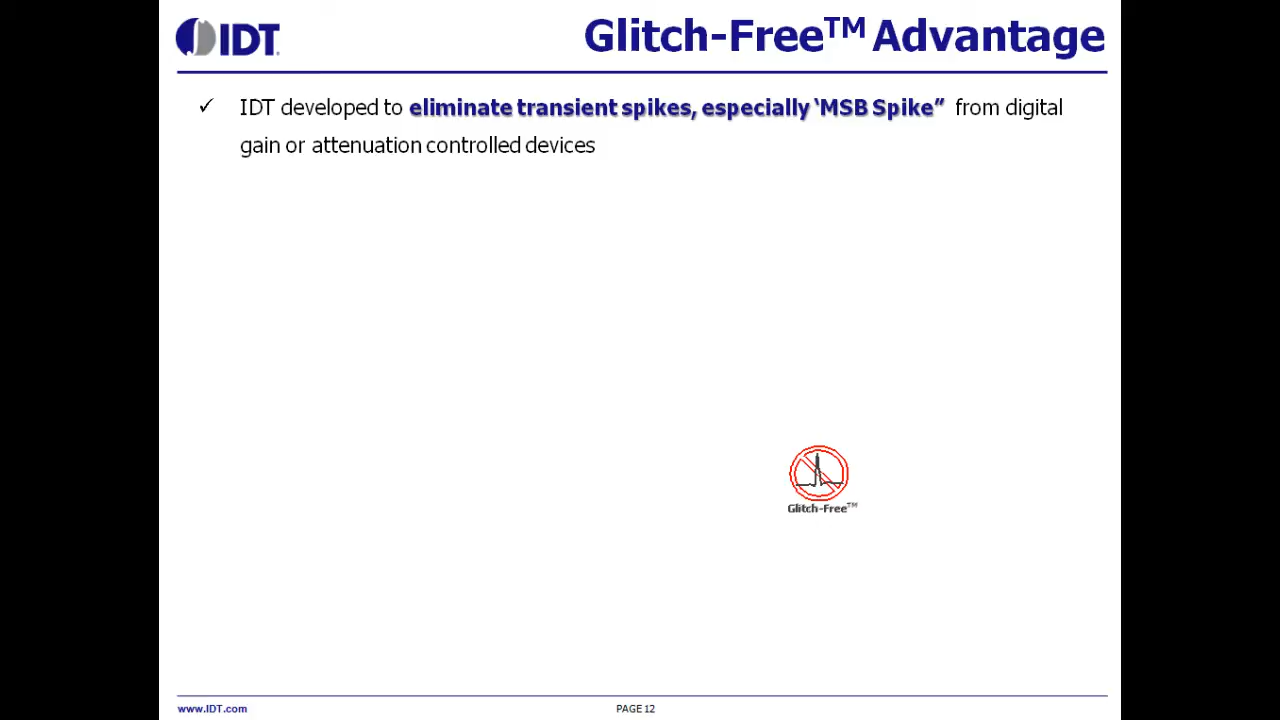 IDT
Glitch-Free™ Advantage
✓ IDT developed to eliminate transient spikes, especially ‘MSB Spike” from digital
gain or attenuation controlled devices
Glitch-Free™
www.IDT.com
PAGE 12